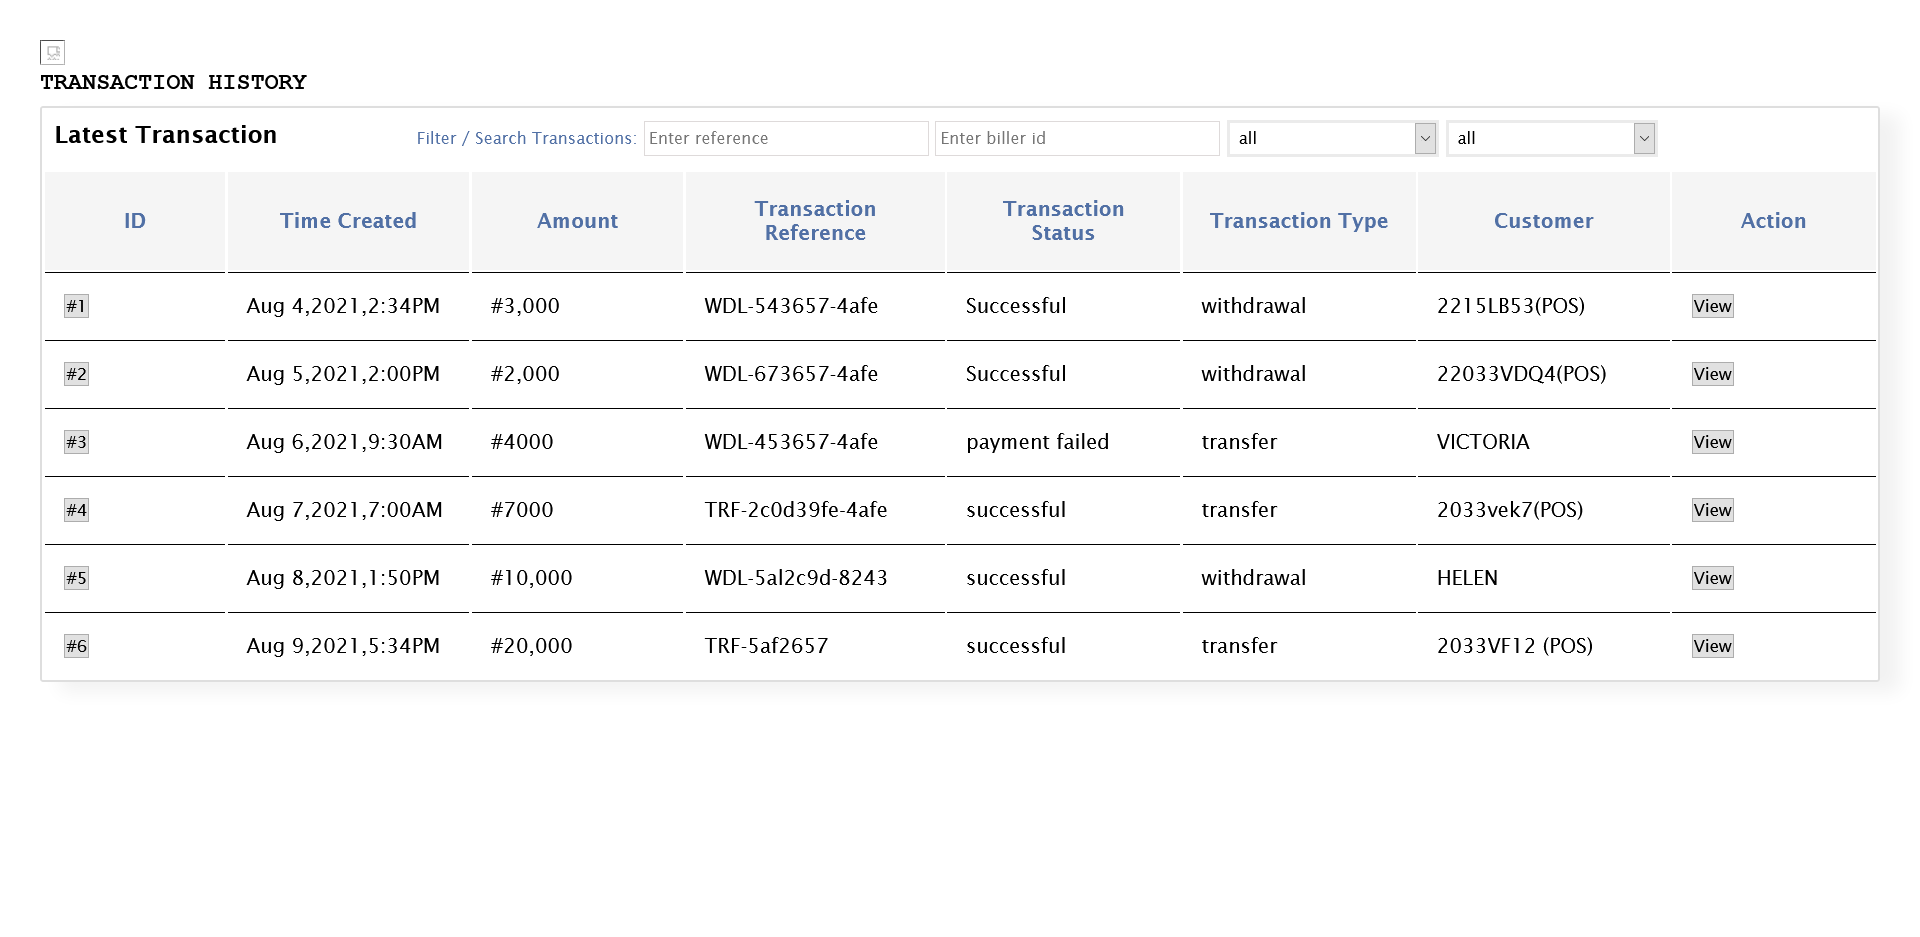 TRANSACTION HISTORY
Latest Transaction Filter / Search Transactions: Enter reference Enter biller id all all
ID Time Created Amount Transaction Reference Transaction Status Transaction Type Customer Action
#1 Aug 4,2021,2:34PM #3,000 WDL-543657-4afe Successful withdrawal 2215LB53(POS) View
#2 Aug 5,2021,2:00PM #2,000 WDL-673657-4afe Successful withdrawal 22033VDQ4(POS) View
#3 Aug 6,2021,9:30AM #4000 WDL-453657-4afe payment failed transfer VICTORIA View
#4 Aug 7,2021,7:00AM #7000 TRF-2c0d39fe-4afe successful transfer 2033vek7(POS) View
#5 Aug 8,2021,1:50PM #10,000 WDL-5al2c9d-8243 successful withdrawal HELEN View
#6 Aug 9,2021,5:34PM #20,000 TRF-5af2657 successful transfer 2033VF12 (POS) View